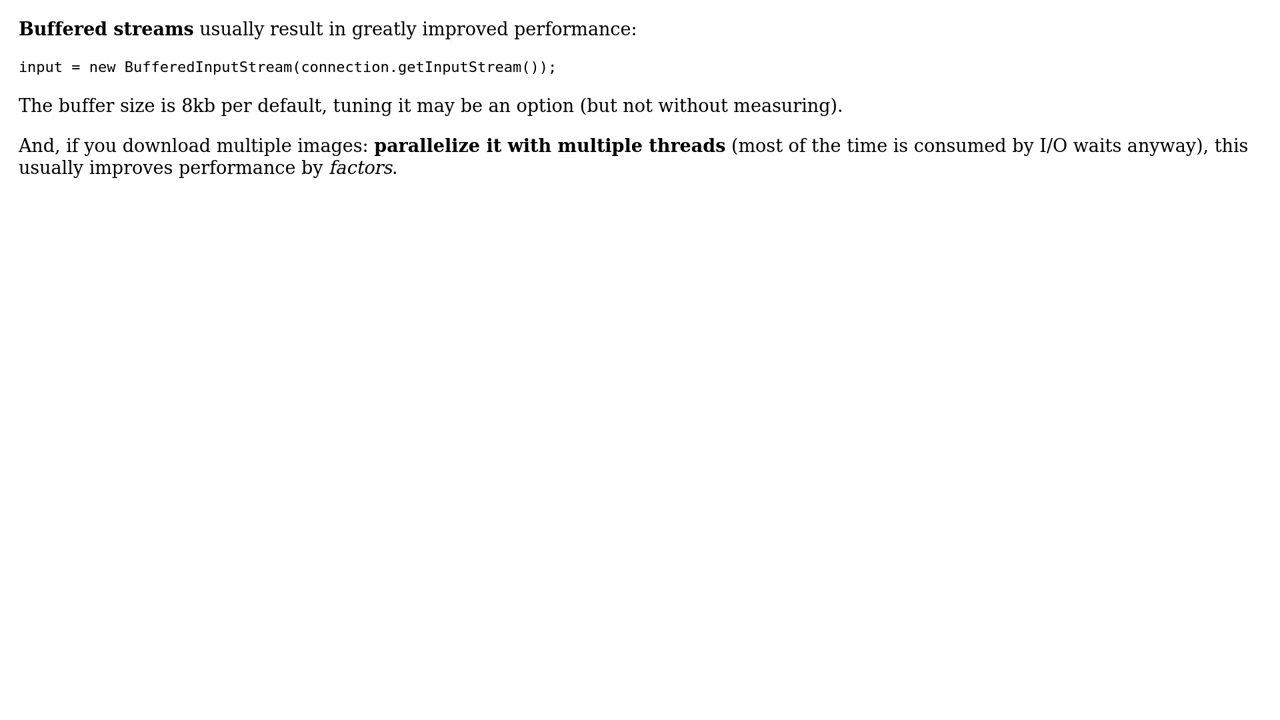 Buffered streams usually result in greatly improved performance:
input = new BufferedInputStream(connection.getInputStream());
The buffer size is 8kb per default, tuning it may be an option (but not without measuring).
And, if you download multiple images: parallelize it with multiple threads (most of the time is consumed by I/O waits anyway), this
usually improves performance by factors.